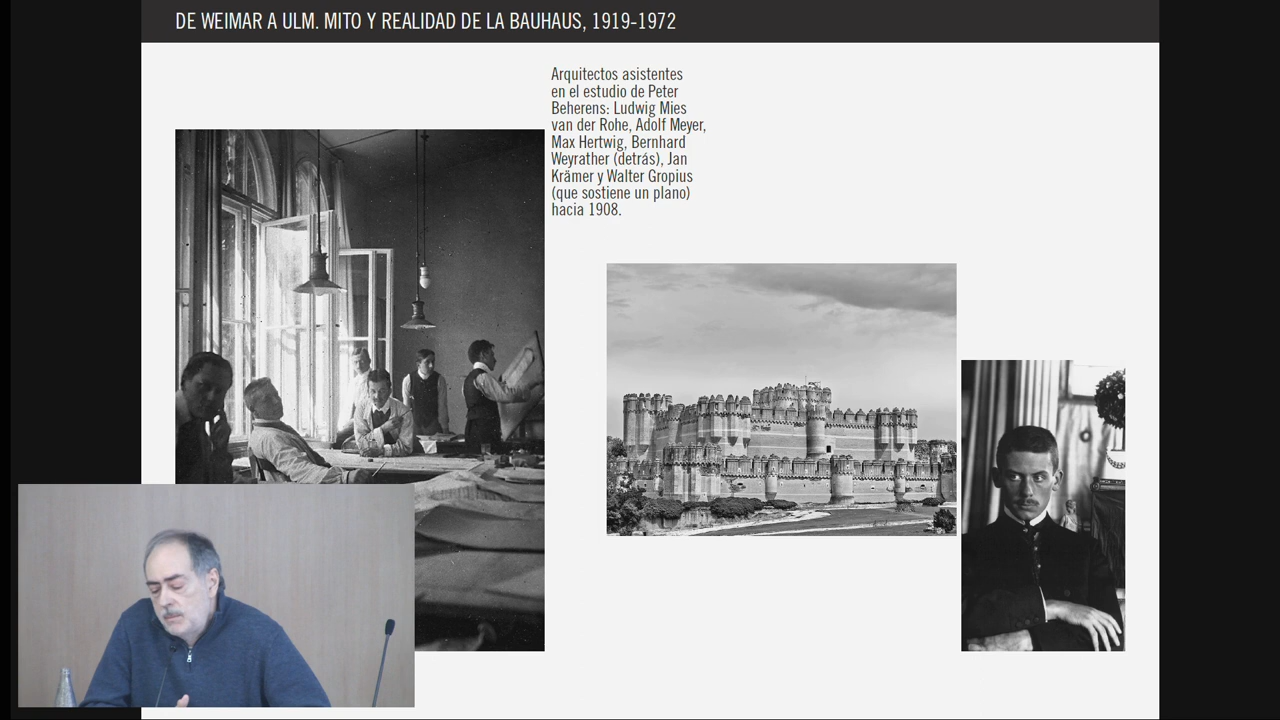 DE WEIMAR A ULM. MITO Y REALIDAD DE LA BAUHAUS, 1919-1972
Arquitectos asistentes
en el estudio de Peter
Beherens: Ludwig Mies
van der Rohe, Adolf Meyer,
Max Hertwig, Bernhard
Weyrather (detrás), Jan
Krämer y Walter Gropius
(que sostiene un plano)
hacia 1908.